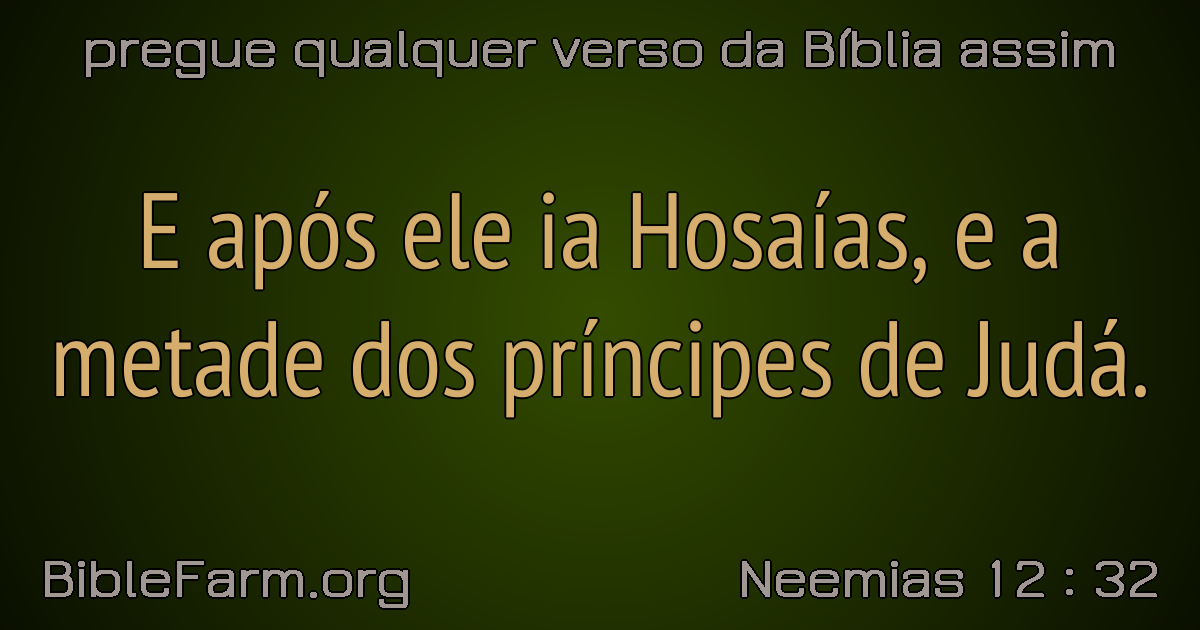 pregue qualquer verso da Bíblia assim
E após ele ia Hosaías, e a
metade dos príncipes de Judá.
BibleFarm.org
Neemias 12 : 32